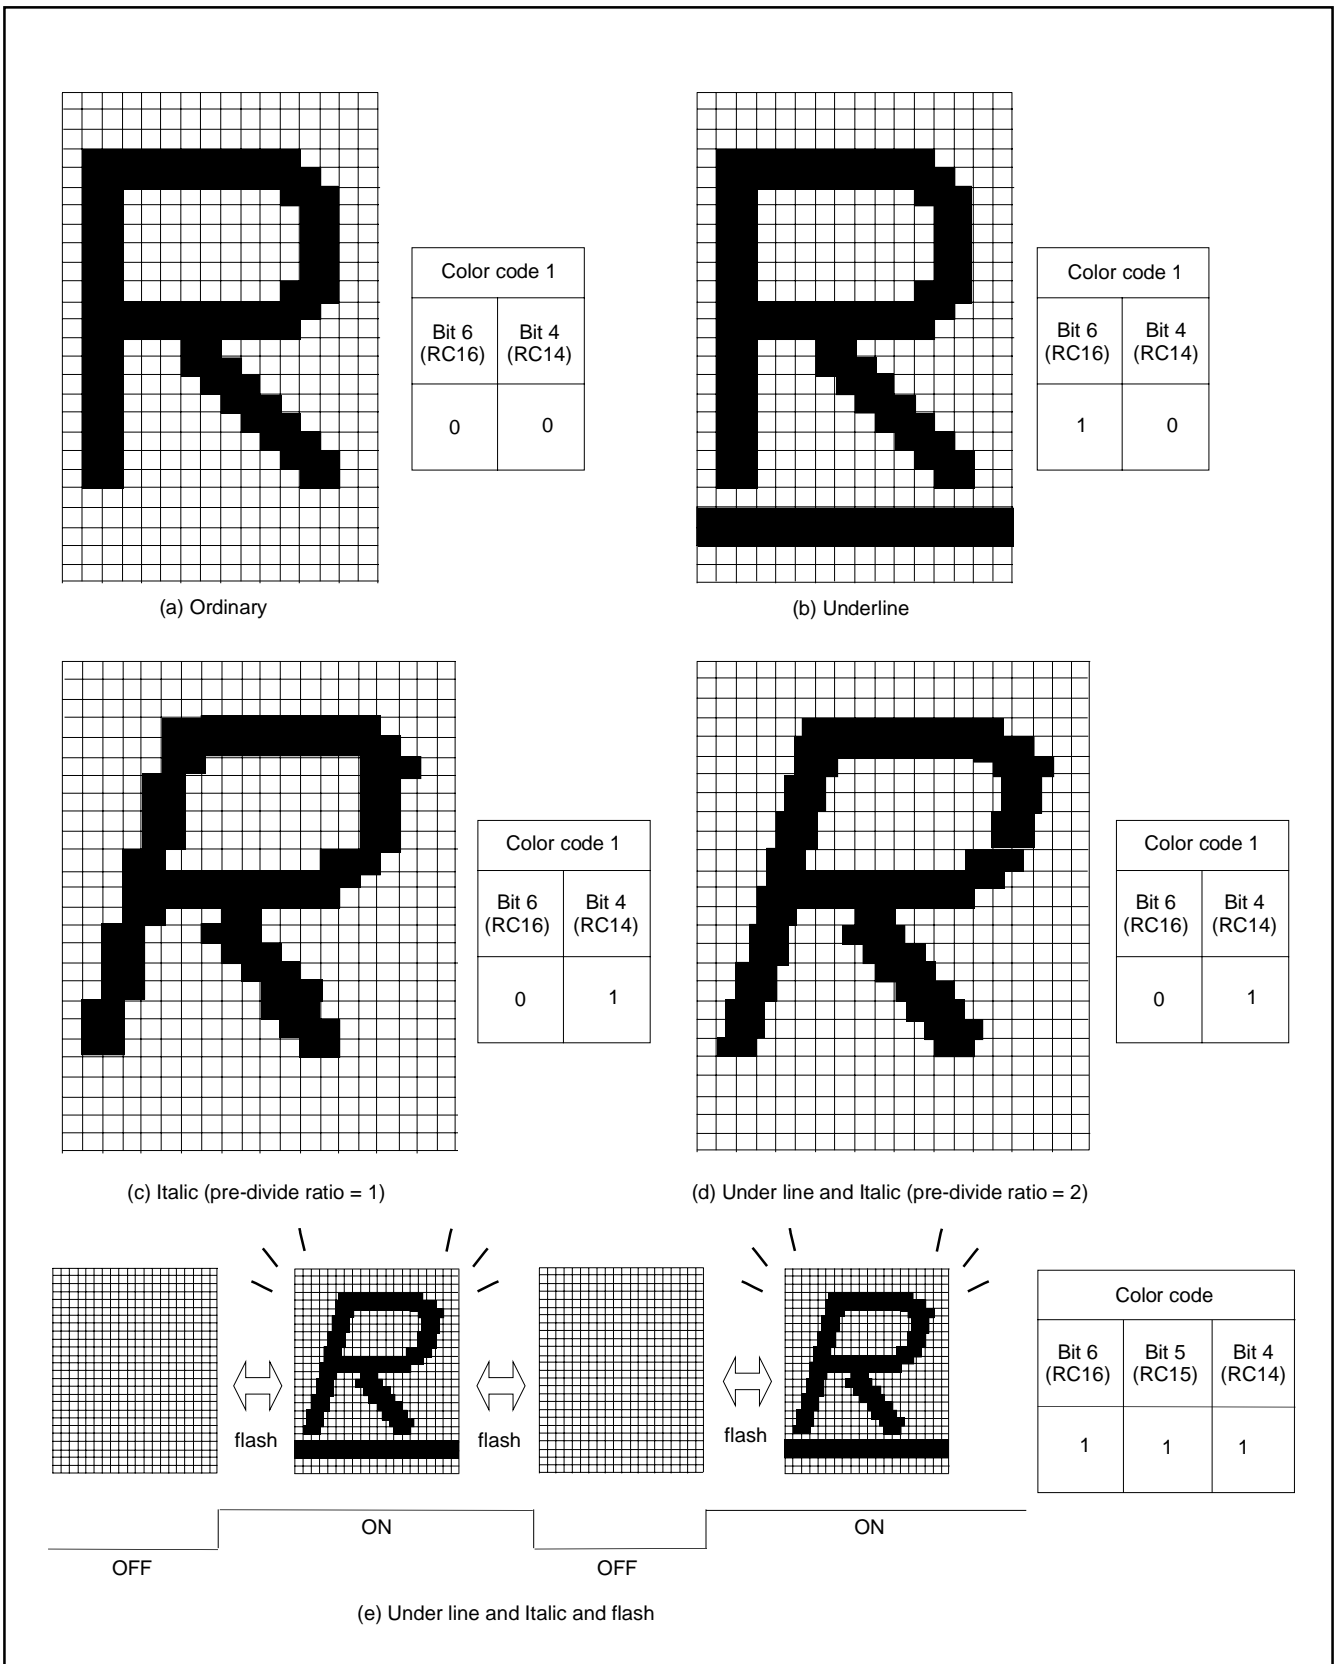 Color code 1
Bit 6
(RC16)
Bit 4
(RC14)
0
0
(a) Ordinary
Color code 1
Bit 6
(RC16)
Bit 4
(RC14)
1
0
(b) Underline
Color code 1
Bit 6
(RC16)
Bit 4
(RC14)
0
1
(c) Italic (pre-divide ratio = 1)
Color code 1
Bit 6
(RC16)
Bit 4
(RC14)
0
1
(d) Under line and Italic (pre-divide ratio = 2)
flash
flash
flash
Color code
Bit 6
(RC16)
Bit 5
(RC15)
Bit 4
(RC14)
1
1
1
OFF
ON
OFF
ON
(e) Under line and Italic and flash